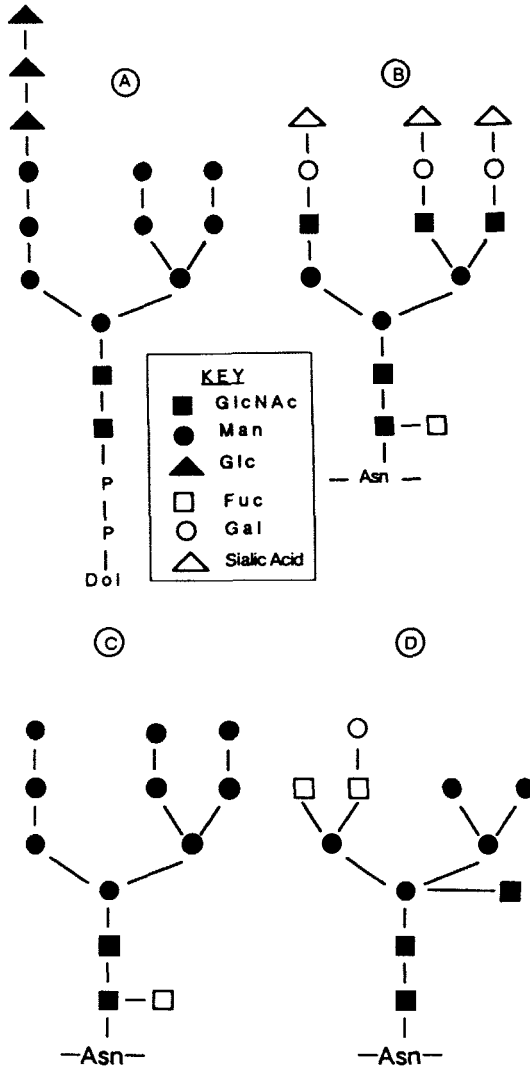 A
B
KEY
GlcNAc
Man
Glc
Fuc
Gal
Sialic Acid
P
P
Dol
— Asn —
C
D
—Asn—
—Asn—